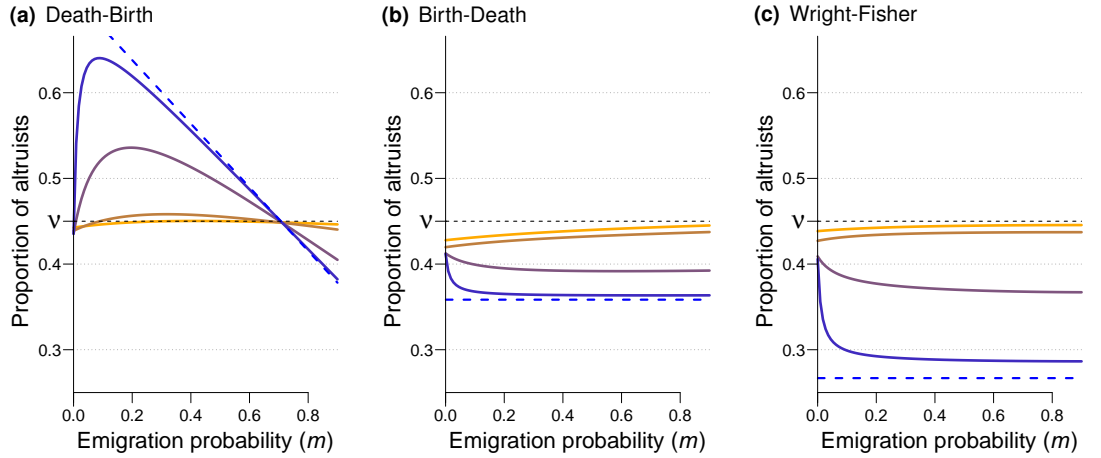 (a) Death-Birth
Proportion of altruists
0.6
0.5
ν
0.4
0.3
0.0 0.2 0.4 0.6 0.8
Emigration probability (m)
(b) Birth-Death
Proportion of altruists
0.6
0.5
ν
0.4
0.3
0.0 0.2 0.4 0.6 0.8
Emigration probability (m)
(c) Wright-Fisher
Proportion of altruists
0.6
0.5
ν
0.4
0.3
0.0 0.2 0.4 0.6 0.8
Emigration probability (m)